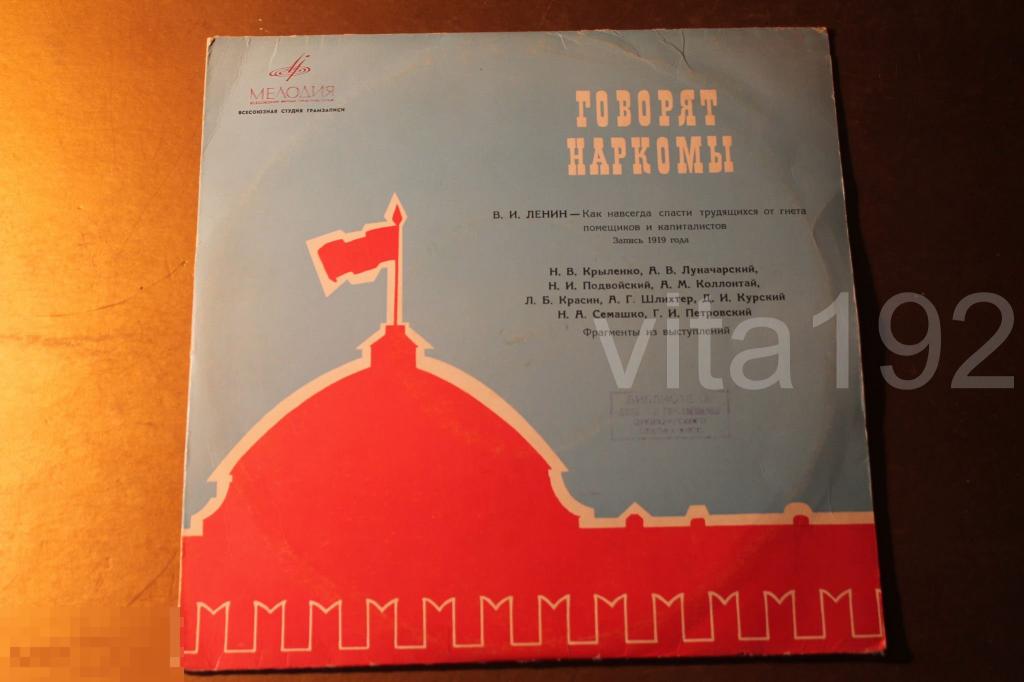 МЕЛОДИЯ
ВСЕСОЮЗНАЯ СТУДИЯ ГРАМЗАПИСИ
ГОВОРЯТ
НАРКОМЫ
В. И. ЛЕНИН — Как навсегда спасти трудящихся от гнета
помещиков и капиталистов
Запись 1919 года
Н. В. Крыленко, А. В. Луначарский,
Н. И. Подвойский, А. М. Коллонтай,
Л. Б. Красин, А. Г. Шлихтер, Д. И. Курский
Н. А. Семашко, Г. И. Петровский
Фрагменты из выступлений
vita192
БИБЛИОТЕКА